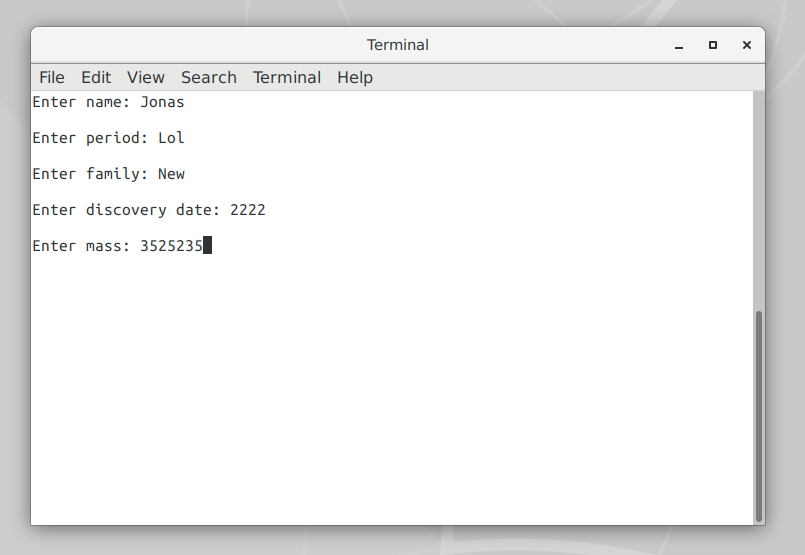 Terminal
File Edit View Search Terminal Help
Enter name: Jonas
Enter period: Lol
Enter family: New
Enter discovery date: 2222
Enter mass: 3525235